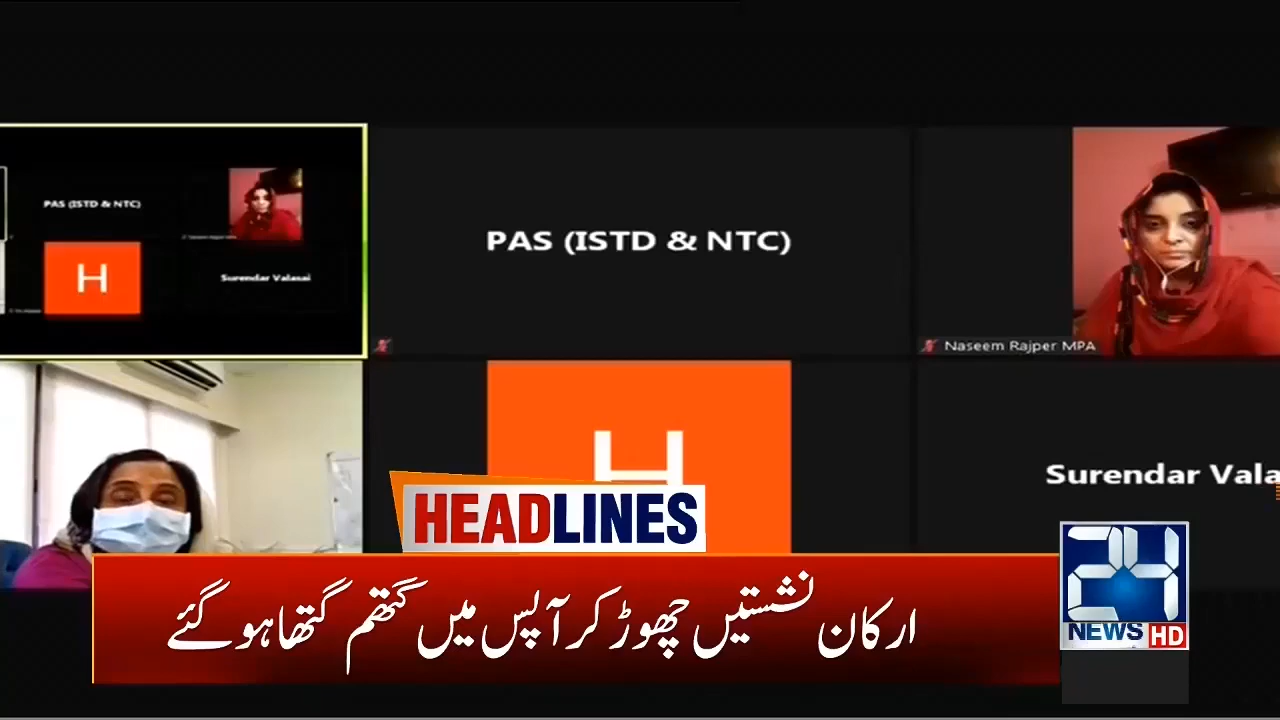 PAS (ISTD & NTC)
H
Surendar Valasai
PAS (ISTD & NTC)
Naseem Rajper MPA
H
Surendar Vala
HEADLINES
ارکان نشستیں چھوڑ کر آپس میں گتھم گتھا ہو گئے
24
NEWS HD